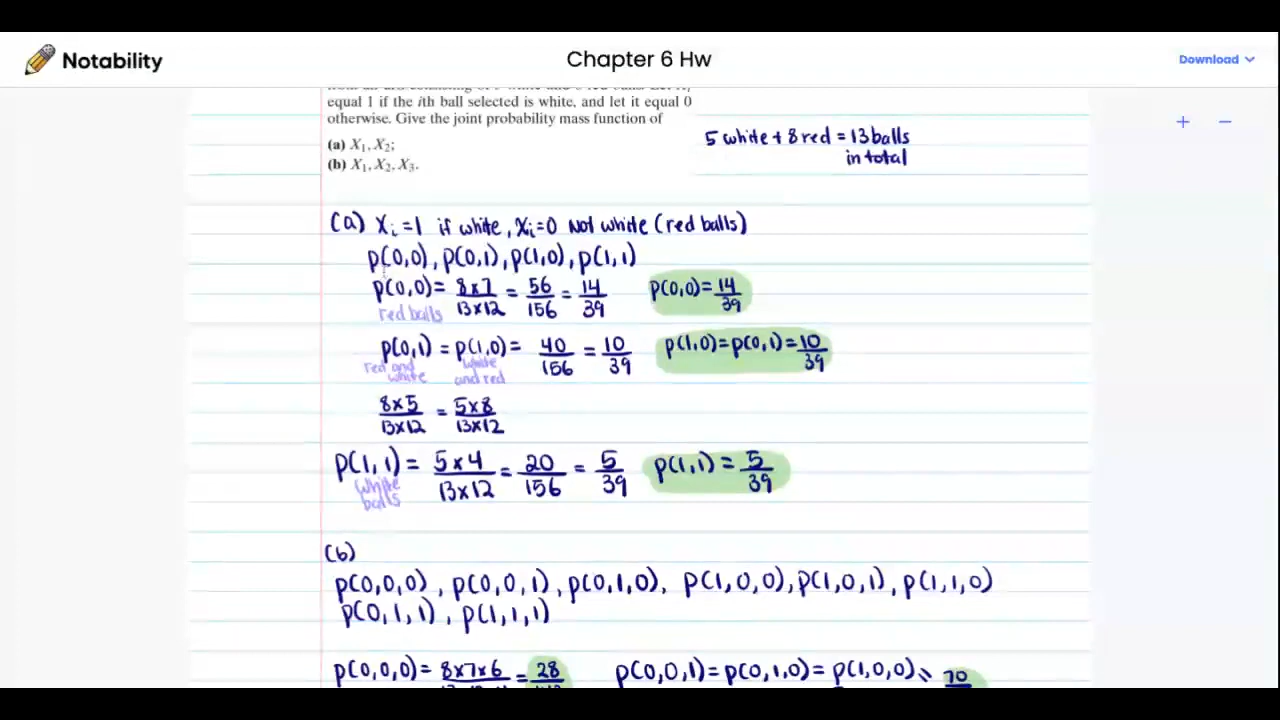 Notability
Chapter 6 Hw
Download
equal 1 if the ith ball selected is white, and let it equal 0
otherwise. Give the joint probability mass function of
(a) X₁, X₂;
(b) X₁, X₂, X₃.
5 white + 8 red = 13 balls
in total
(a) Xᵢ = 1 if white, Xᵢ = 0 Not white (red balls)
p(0,0), p(0,1), p(1,0), p(1,1)
p(0,0) = 8x7/13x12 = 56/156 = 14/39 p(0,0) = 14/39
red balls
p(0,1) = p(1,0) = 40/156 = 10/39 p(1,0) = p(0,1) = 10/39
red and white white and red
8x5/13x12 = 5x8/13x12
p(1,1) = 5x4/13x12 = 20/156 = 5/39 p(1,1) = 5/39
white balls
(b)
p(0,0,0), p(0,0,1), p(0,1,0), p(1,0,0), p(1,0,1), p(1,1,0)
p(0,1,1), p(1,1,1)
p(0,0,0) = 8x7x6 = 28 p(0,0,1) = p(0,1,0) = p(1,0,0) = 70